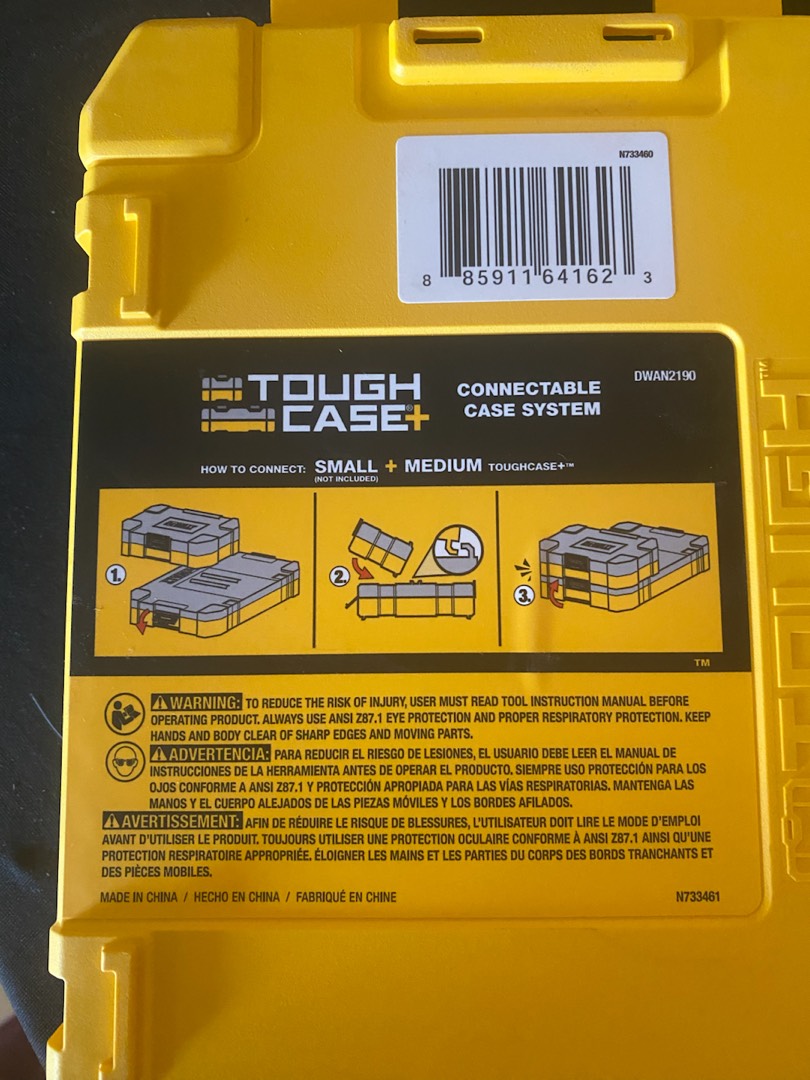 N733460
8 85911 64162 3
TOUGH
CASE®+
CONNECTABLE
CASE SYSTEM
DWAN2190
HOW TO CONNECT: SMALL + MEDIUM TOUGHCASE+™
(NOT INCLUDED)
1.
2.
3.
TM
WARNING: TO REDUCE THE RISK OF INJURY, USER MUST READ TOOL INSTRUCTION MANUAL BEFORE
OPERATING PRODUCT. ALWAYS USE ANSI Z87.1 EYE PROTECTION AND PROPER RESPIRATORY PROTECTION. KEEP
HANDS AND BODY CLEAR OF SHARP EDGES AND MOVING PARTS.
ADVERTENCIA: PARA REDUCIR EL RIESGO DE LESIONES, EL USUARIO DEBE LEER EL MANUAL DE
INSTRUCCIONES DE LA HERRAMIENTA ANTES DE OPERAR EL PRODUCTO. SIEMPRE USO PROTECCIÓN PARA LOS
OJOS CONFORME A ANSI Z87.1 Y PROTECCIÓN APROPIADA PARA LAS VÍAS RESPIRATORIAS. MANTENGA LAS
MANOS Y EL CUERPO ALEJADOS DE LAS PIEZAS MÓVILES Y LOS BORDES AFILADOS.
AVERTISSEMENT: AFIN DE RÉDUIRE LE RISQUE DE BLESSURES, L'UTILISATEUR DOIT LIRE LE MODE D'EMPLOI
AVANT D'UTILISER LE PRODUIT. TOUJOURS UTILISER UNE PROTECTION OCULAIRE CONFORME À ANSI Z87.1 AINSI QU'UNE
PROTECTION RESPIRATOIRE APPROPRIÉE. ÉLOIGNER LES MAINS ET LES PARTIES DU CORPS DES BORDS TRANCHANTS ET
DES PIÈCES MOBILES.
MADE IN CHINA / HECHO EN CHINA / FABRIQUÉ EN CHINE
N733461